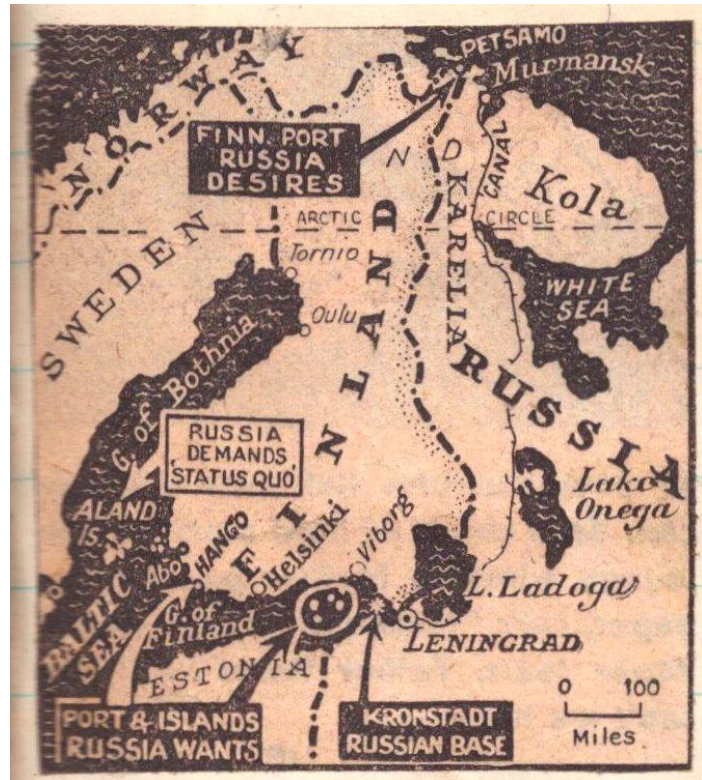 NORWAY
PETSAMO
Murmansk
FINN. PORT
RUSSIA
DESIRES
CANAL
Kola
KARELIA
ARCTIC CIRCLE
SWEDEN
Tornio
Oulu
WHITE
SEA
FINLAND
RUSSIA
G. of Bothnia
RUSSIA
DEMANDS
'STATUS QUO'
ALAND
Is.
Lake
Onega
Abo
HANGO
Helsinki
Viborg
L. Ladoga
BALTIC
SEA
G. of
Finland
LENINGRAD
ESTONIA
PORT & ISLANDS
RUSSIA WANTS
KRONSTADT
RUSSIAN BASE
0 100
Miles